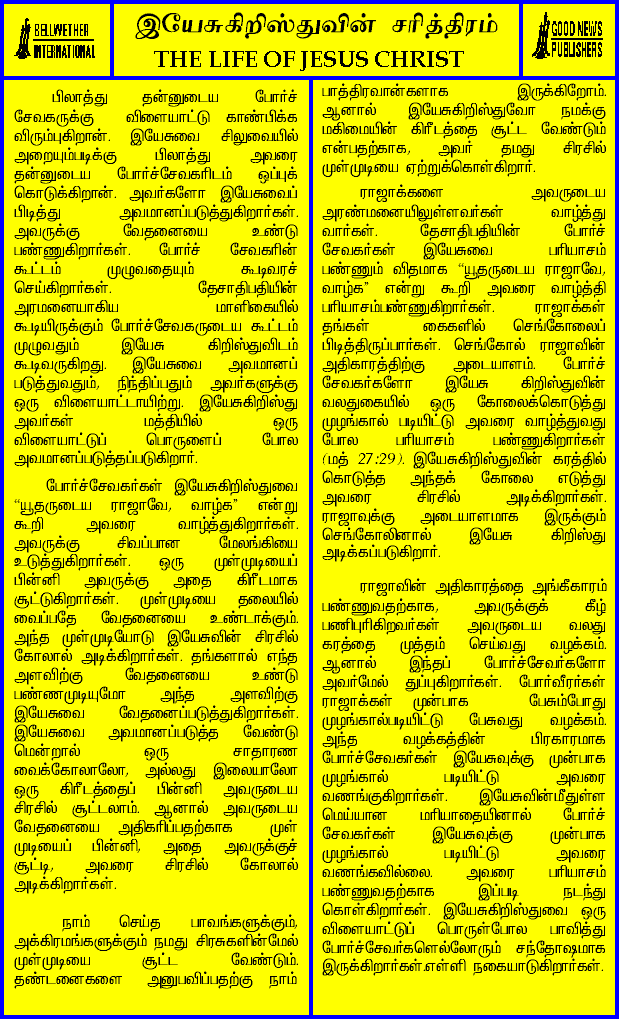 BELLWETHER
INTERNATIONAL
இயேசுகிறிஸ்துவின் சரித்திரம்
THE LIFE OF JESUS CHRIST
GOOD NEWS
PUBLISHERS
பிலாத்து தன்னுடைய போர்ச்
சேவகருக்கு விளையாட்டு காண்பிக்க
விரும்புகிறான். இயேசுவை சிலுவையில்
அறையும்படிக்கு பிலாத்து அவரை
தன்னுடைய போர்ச்சேவகரிடம் ஒப்புக்
கொடுக்கிறான். அவர்களோ இயேசுவைப்
பிடித்து அவமானப்படுத்துகிறார்கள்.
அவருக்கு வேதனையை உண்டு
பண்ணுகிறார்கள். போர்ச் சேவகரின்
கூட்டம் முழுவதையும் கூடிவரச்
செய்கிறார்கள். தேசாதிபதியின்
அரமனையாகிய மாளிகையில்
கூடியிருக்கும் போர்ச்சேவகருடைய கூட்டம்
முழுவதும் இயேசு கிறிஸ்துவிடம்
கூடிவருகிறது. இயேசுவை அவமானப்
படுத்துவதும், நிந்திப்பதும் அவர்களுக்கு
ஒரு விளையாட்டாயிற்று. இயேசுகிறிஸ்து
அவர்கள் மத்தியில் ஒரு
விளையாட்டுப் பொருளைப் போல
அவமானப்படுத்தப்படுகிறார்.
போர்ச்சேவகர்கள் இயேசுகிறிஸ்துவை
“யூதருடைய ராஜாவே, வாழ்க” என்று
கூறி அவரை வாழ்த்துகிறார்கள்.
அவருக்கு சிவப்பான மேலங்கியை
உடுத்துகிறார்கள். ஒரு முள்முடியைப்
பின்னி அவருக்கு அதை கிரீடமாக
சூட்டுகிறார்கள். முள்முடியை தலையில்
வைப்பதே வேதனையை உண்டாக்கும்.
அந்த முள்முடியோடு இயேசுவின் சிரசில்
கோலால் அடிக்கிறார்கள். தங்களால் எந்த
அளவிற்கு வேதனையை உண்டு
பண்ணமுடியுமோ அந்த அளவிற்கு
இயேசுவை வேதனைப்படுத்துகிறார்கள்.
இயேசுவை அவமானப்படுத்த வேண்டு
மென்றால் ஒரு சாதாரண
வைக்கோலாலோ, அல்லது இலையாலோ
ஒரு கிரீடத்தைப் பின்னி அவருடைய
சிரசில் சூட்டலாம். ஆனால் அவருடைய
வேதனையை அதிகரிப்பதற்காக முள்
முடியைப் பின்னி, அதை அவருக்குச்
சூட்டி, அவரை சிரசில் கோலால்
அடிக்கிறார்கள்.
நாம் செய்த பாவங்களுக்கும்,
அக்கிரமங்களுக்கும் நமது சிரசுகளின்மேல்
முள்முடியை சூட்ட வேண்டும்.
தண்டனைகளை அனுபவிப்பதற்கு நாம்
பாத்திரவான்களாக இருக்கிறோம்.
ஆனால் இயேசுகிறிஸ்துவோ நமக்கு
மகிமையின் கிரீடத்தை சூட்ட வேண்டும்
என்பதற்காக, அவர் தமது சிரசில்
முள்முடியை ஏற்றுக்கொள்கிறார்.
ராஜாக்களை அவருடைய
அரண்மனையிலுள்ளவர்கள் வாழ்த்து
வார்கள். தேசாதிபதியின் போர்ச்
சேவகர்கள் இயேசுவை பரியாசம்
பண்ணும் விதமாக “யூதருடைய ராஜாவே,
வாழ்க” என்று கூறி அவரை வாழ்த்தி
பரியாசம்பண்ணுகிறார்கள். ராஜாக்கள்
தங்கள் கைகளில் செங்கோலைப்
பிடித்திருப்பார்கள். செங்கோல் ராஜாவின்
அதிகாரத்திற்கு அடையாளம். போர்ச்
சேவகர்களோ இயேசு கிறிஸ்துவின்
வலதுகையில் ஒரு கோலைக்கொடுத்து
முழங்கால் படியிட்டு அவரை வாழ்த்துவது
போல பரியாசம் பண்ணுகிறார்கள்
(மத் 27:29). இயேசுகிறிஸ்துவின் கரத்தில்
கொடுத்த அந்தக் கோலை எடுத்து
அவரை சிரசில் அடிக்கிறார்கள்.
ராஜாவுக்கு அடையாளமாக இருக்கும்
செங்கோலினால் இயேசு கிறிஸ்து
அடிக்கப்படுகிறார்.
ராஜாவின் அதிகாரத்தை அங்கீகாரம்
பண்ணுவதற்காக, அவருக்குக் கீழ்
பணிபுரிகிறவர்கள் அவருடைய வலது
கரத்தை முத்தம் செய்வது வழக்கம்.
ஆனால் இந்தப் போர்ச்சேவர்களோ
அவர்மேல் துப்புகிறார்கள். போர்வீரர்கள்
ராஜாக்கள் முன்பாக பேசும்போது
முழங்கால்படியிட்டு பேசுவது வழக்கம்.
அந்த வழக்கத்தின் பிரகாரமாக
போர்ச்சேவர்கள் இயேசுவுக்கு முன்பாக
முழங்கால் படியிட்டு அவரை
வணங்குகிறார்கள். இயேசுவின்மீதுள்ள
மெய்யான மரியாதையினால் போர்ச்
சேவகர்கள் இயேசுவுக்கு முன்பாக
முழங்கால் படியிட்டு அவரை
வணங்கவில்லை. அவரை பரியாசம்
பண்ணுவதற்காக இப்படி நடந்து
கொள்கிறார்கள். இயேசுகிறிஸ்துவை ஒரு
விளையாட்டுப் பொருள்போல பாவித்து
போர்ச்சேவர்களெல்லோரும் சந்தோஷமாக
இருக்கிறார்கள்.எள்ளி நகையாடுகிறார்கள்.